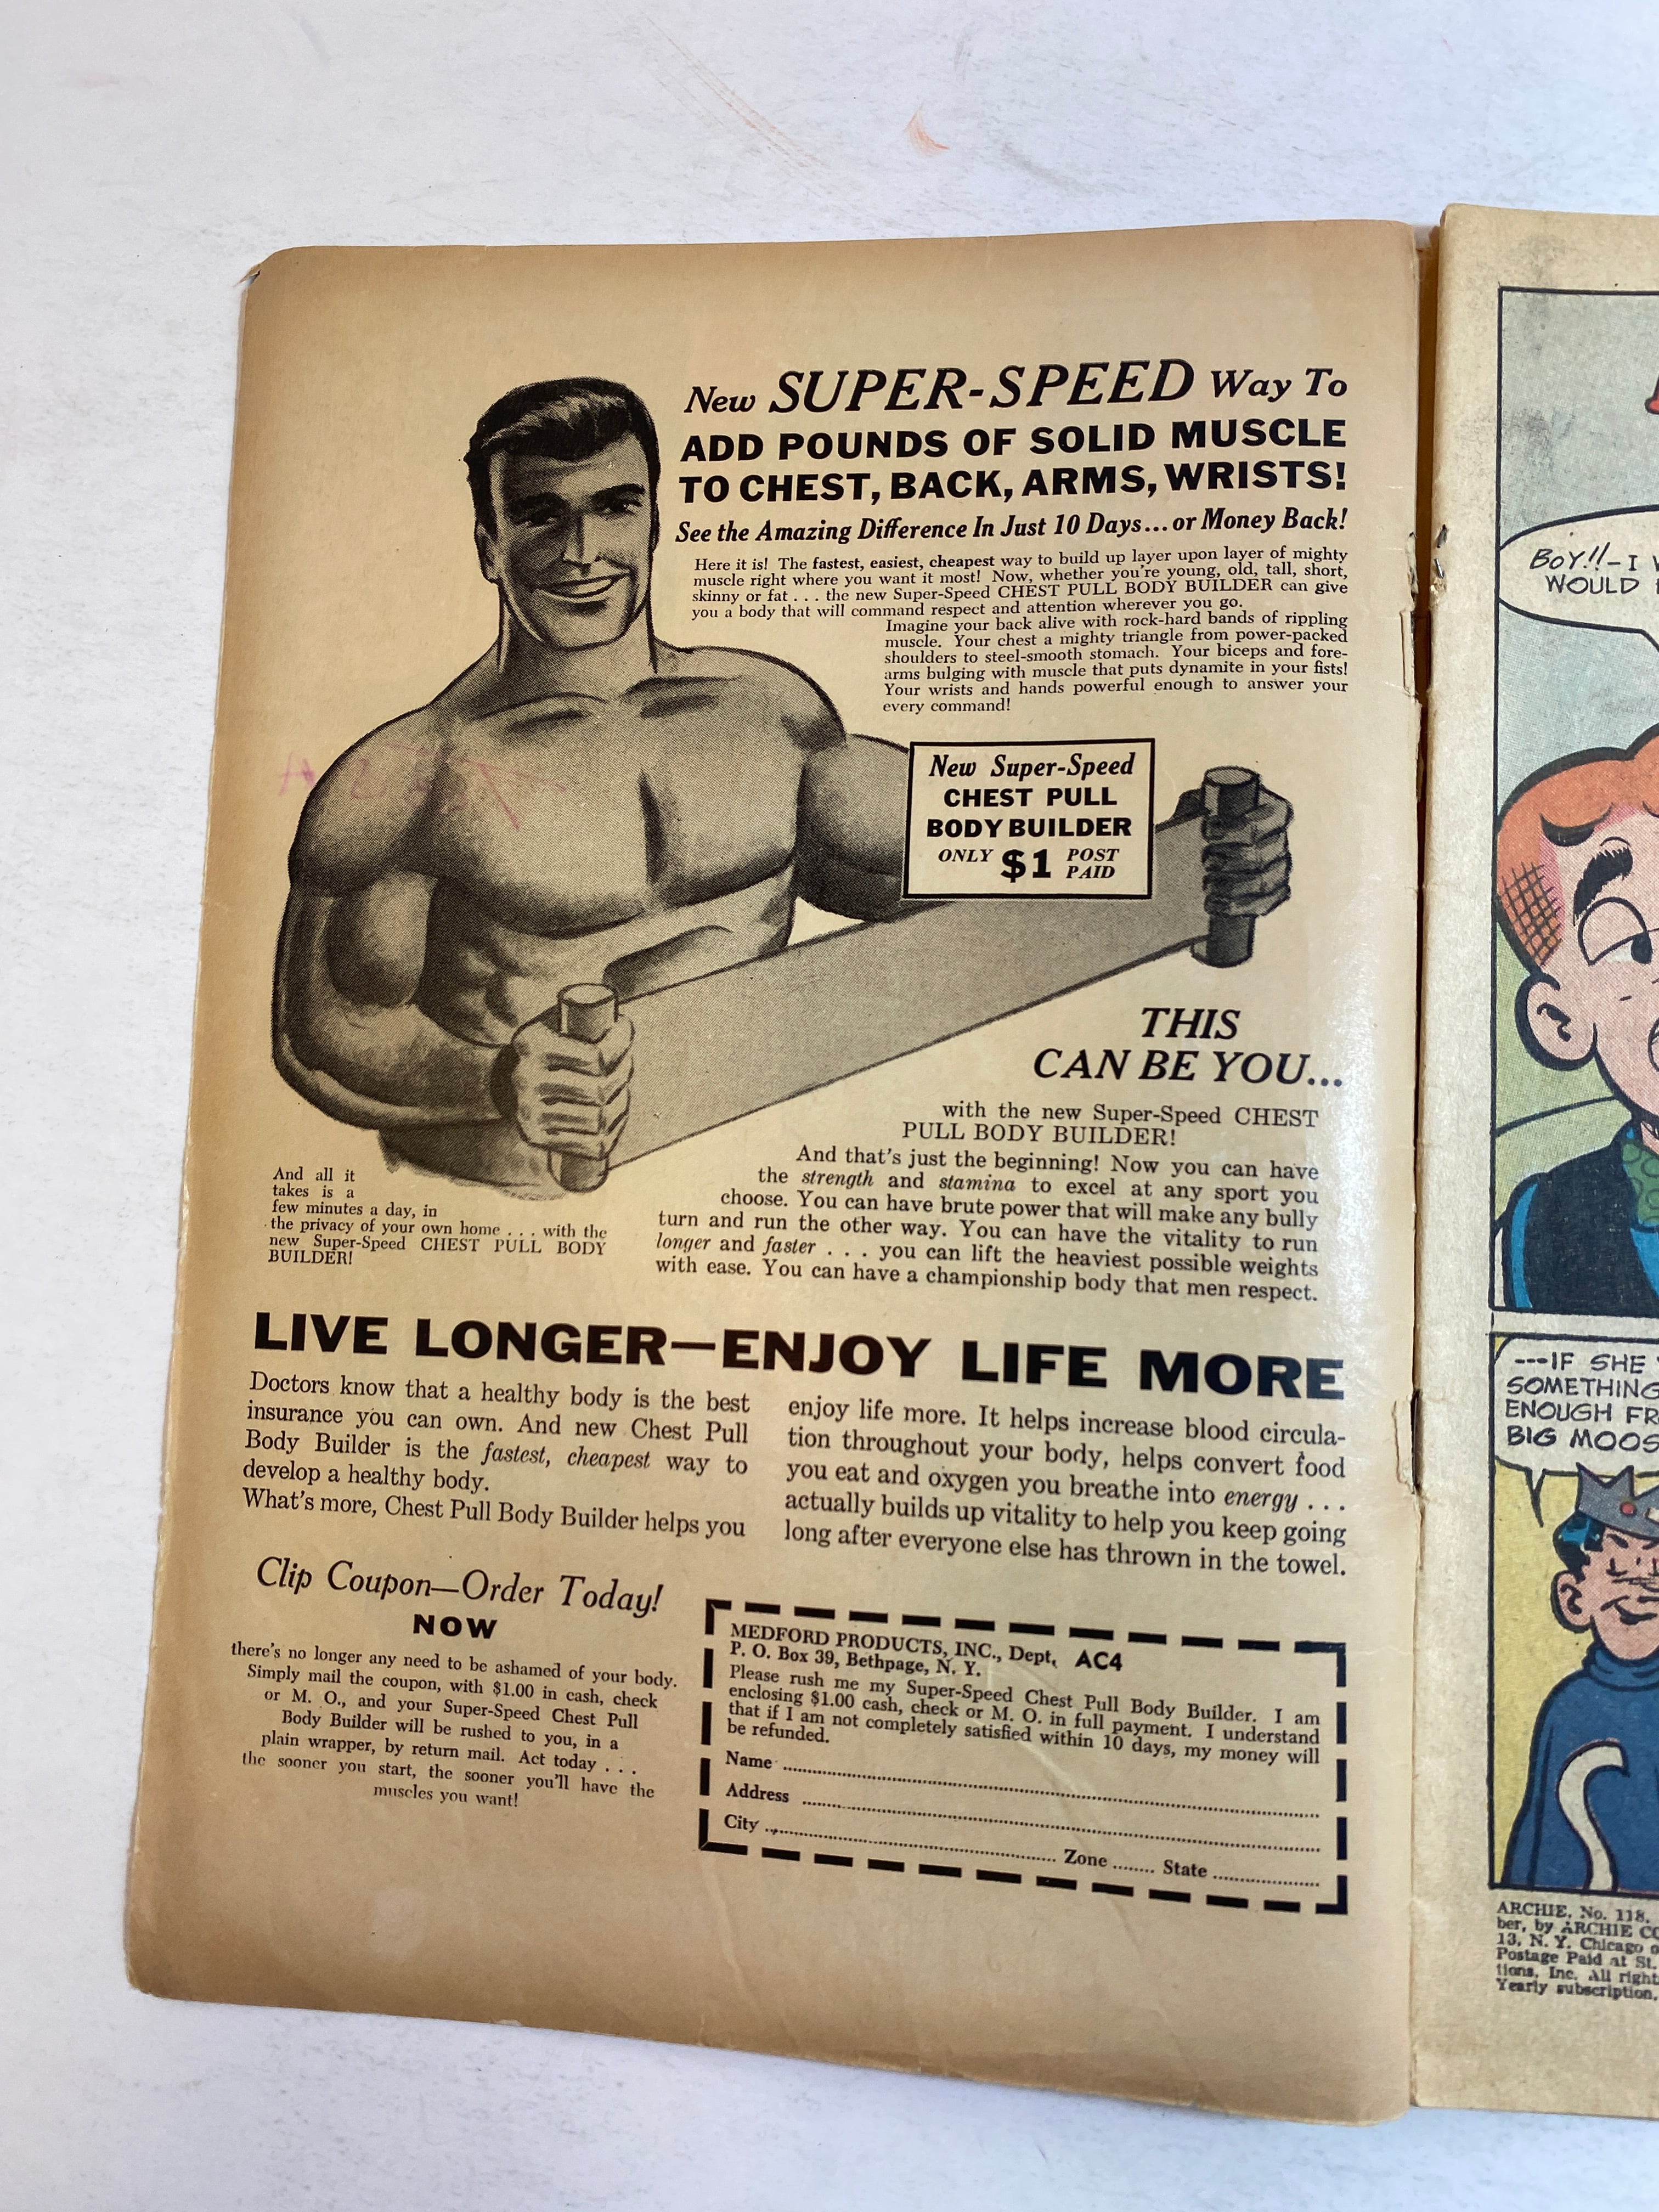 New SUPER-SPEED Way To
ADD POUNDS OF SOLID MUSCLE
TO CHEST, BACK, ARMS, WRISTS!
See the Amazing Difference In Just 10 Days...or Money Back!
Here it is! The fastest, easiest, cheapest way to build up layer upon layer of mighty
muscle right where you want it most! Now, whether you're young, old, tall, short,
skinny or fat . . . the new Super-Speed CHEST PULL BODY BUILDER can give
you a body that will command respect and attention wherever you go.
Imagine your back alive with rock-hard bands of rippling
muscle. Your chest a mighty triangle from power-packed
shoulders to steel-smooth stomach. Your biceps and fore-
arms bulging with muscle that puts dynamite in your fists!
Your wrists and hands powerful enough to answer your
every command!
New Super-Speed
CHEST PULL
BODY BUILDER
ONLY $1 POST
PAID
THIS
CAN BE YOU...
with the new Super-Speed CHEST
PULL BODY BUILDER!
And that's just the beginning! Now you can have
the strength and stamina to excel at any sport you
choose. You can have brute power that will make any bully
turn and run the other way. You can have the vitality to run
longer and faster . . . you can lift the heaviest possible weights
with ease. You can have a championship body that men respect.
And all it
takes is a
few minutes a day, in
the privacy of your own home . . . with the
new Super-Speed CHEST PULL BODY
BUILDER!
LIVE LONGER—ENJOY LIFE MORE
Doctors know that a healthy body is the best
insurance you can own. And new Chest Pull
Body Builder is the fastest, cheapest way to
develop a healthy body.
What's more, Chest Pull Body Builder helps you
enjoy life more. It helps increase blood circula-
tion throughout your body, helps convert food
you eat and oxygen you breathe into energy . . .
actually builds up vitality to help you keep going
long after everyone else has thrown in the towel.
Clip Coupon—Order Today!
NOW
there's no longer any need to be ashamed of your body.
Simply mail the coupon, with $1.00 in cash, check
or M. O., and your Super-Speed Chest Pull
Body Builder will be rushed to you, in a
plain wrapper, by return mail. Act today . . .
the sooner you start, the sooner you'll have the
muscles you want!
MEDFORD PRODUCTS, INC., Dept. AC4
P. O. Box 39, Bethpage, N. Y.
Please rush me my Super-Speed Chest Pull Body Builder. I am
enclosing $1.00 cash, check or M. O. in full payment. I understand
that if I am not completely satisfied within 10 days, my money will
be refunded.
Name
Address
City Zone State
BOY!!-I
WOULD
---IF SHE
SOMETHING
ENOUGH
BIG
ARCHIE, No. 118,
ber, by ARCHIE
13, N. Y. Chicago
Postage Paid at St.
tions, Inc. All
Yearly subscription,